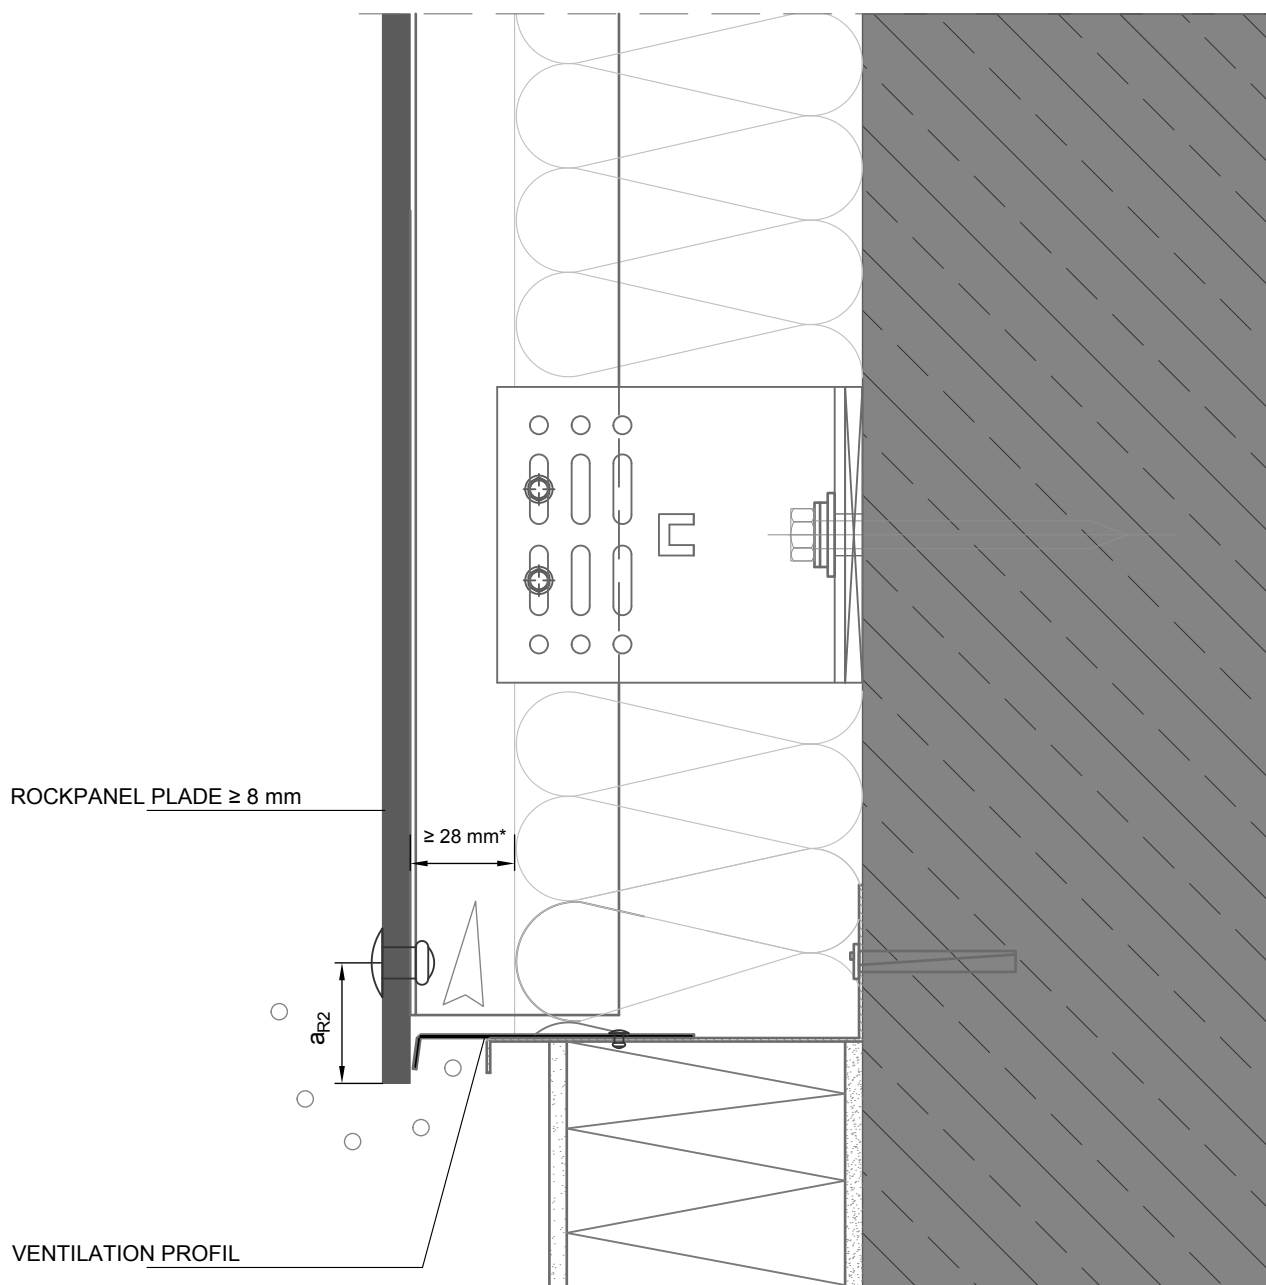 ROCKPANEL PLADE ≥ 8 mm
≥ 28 mm*
aR2
VENTILATION PROFIL